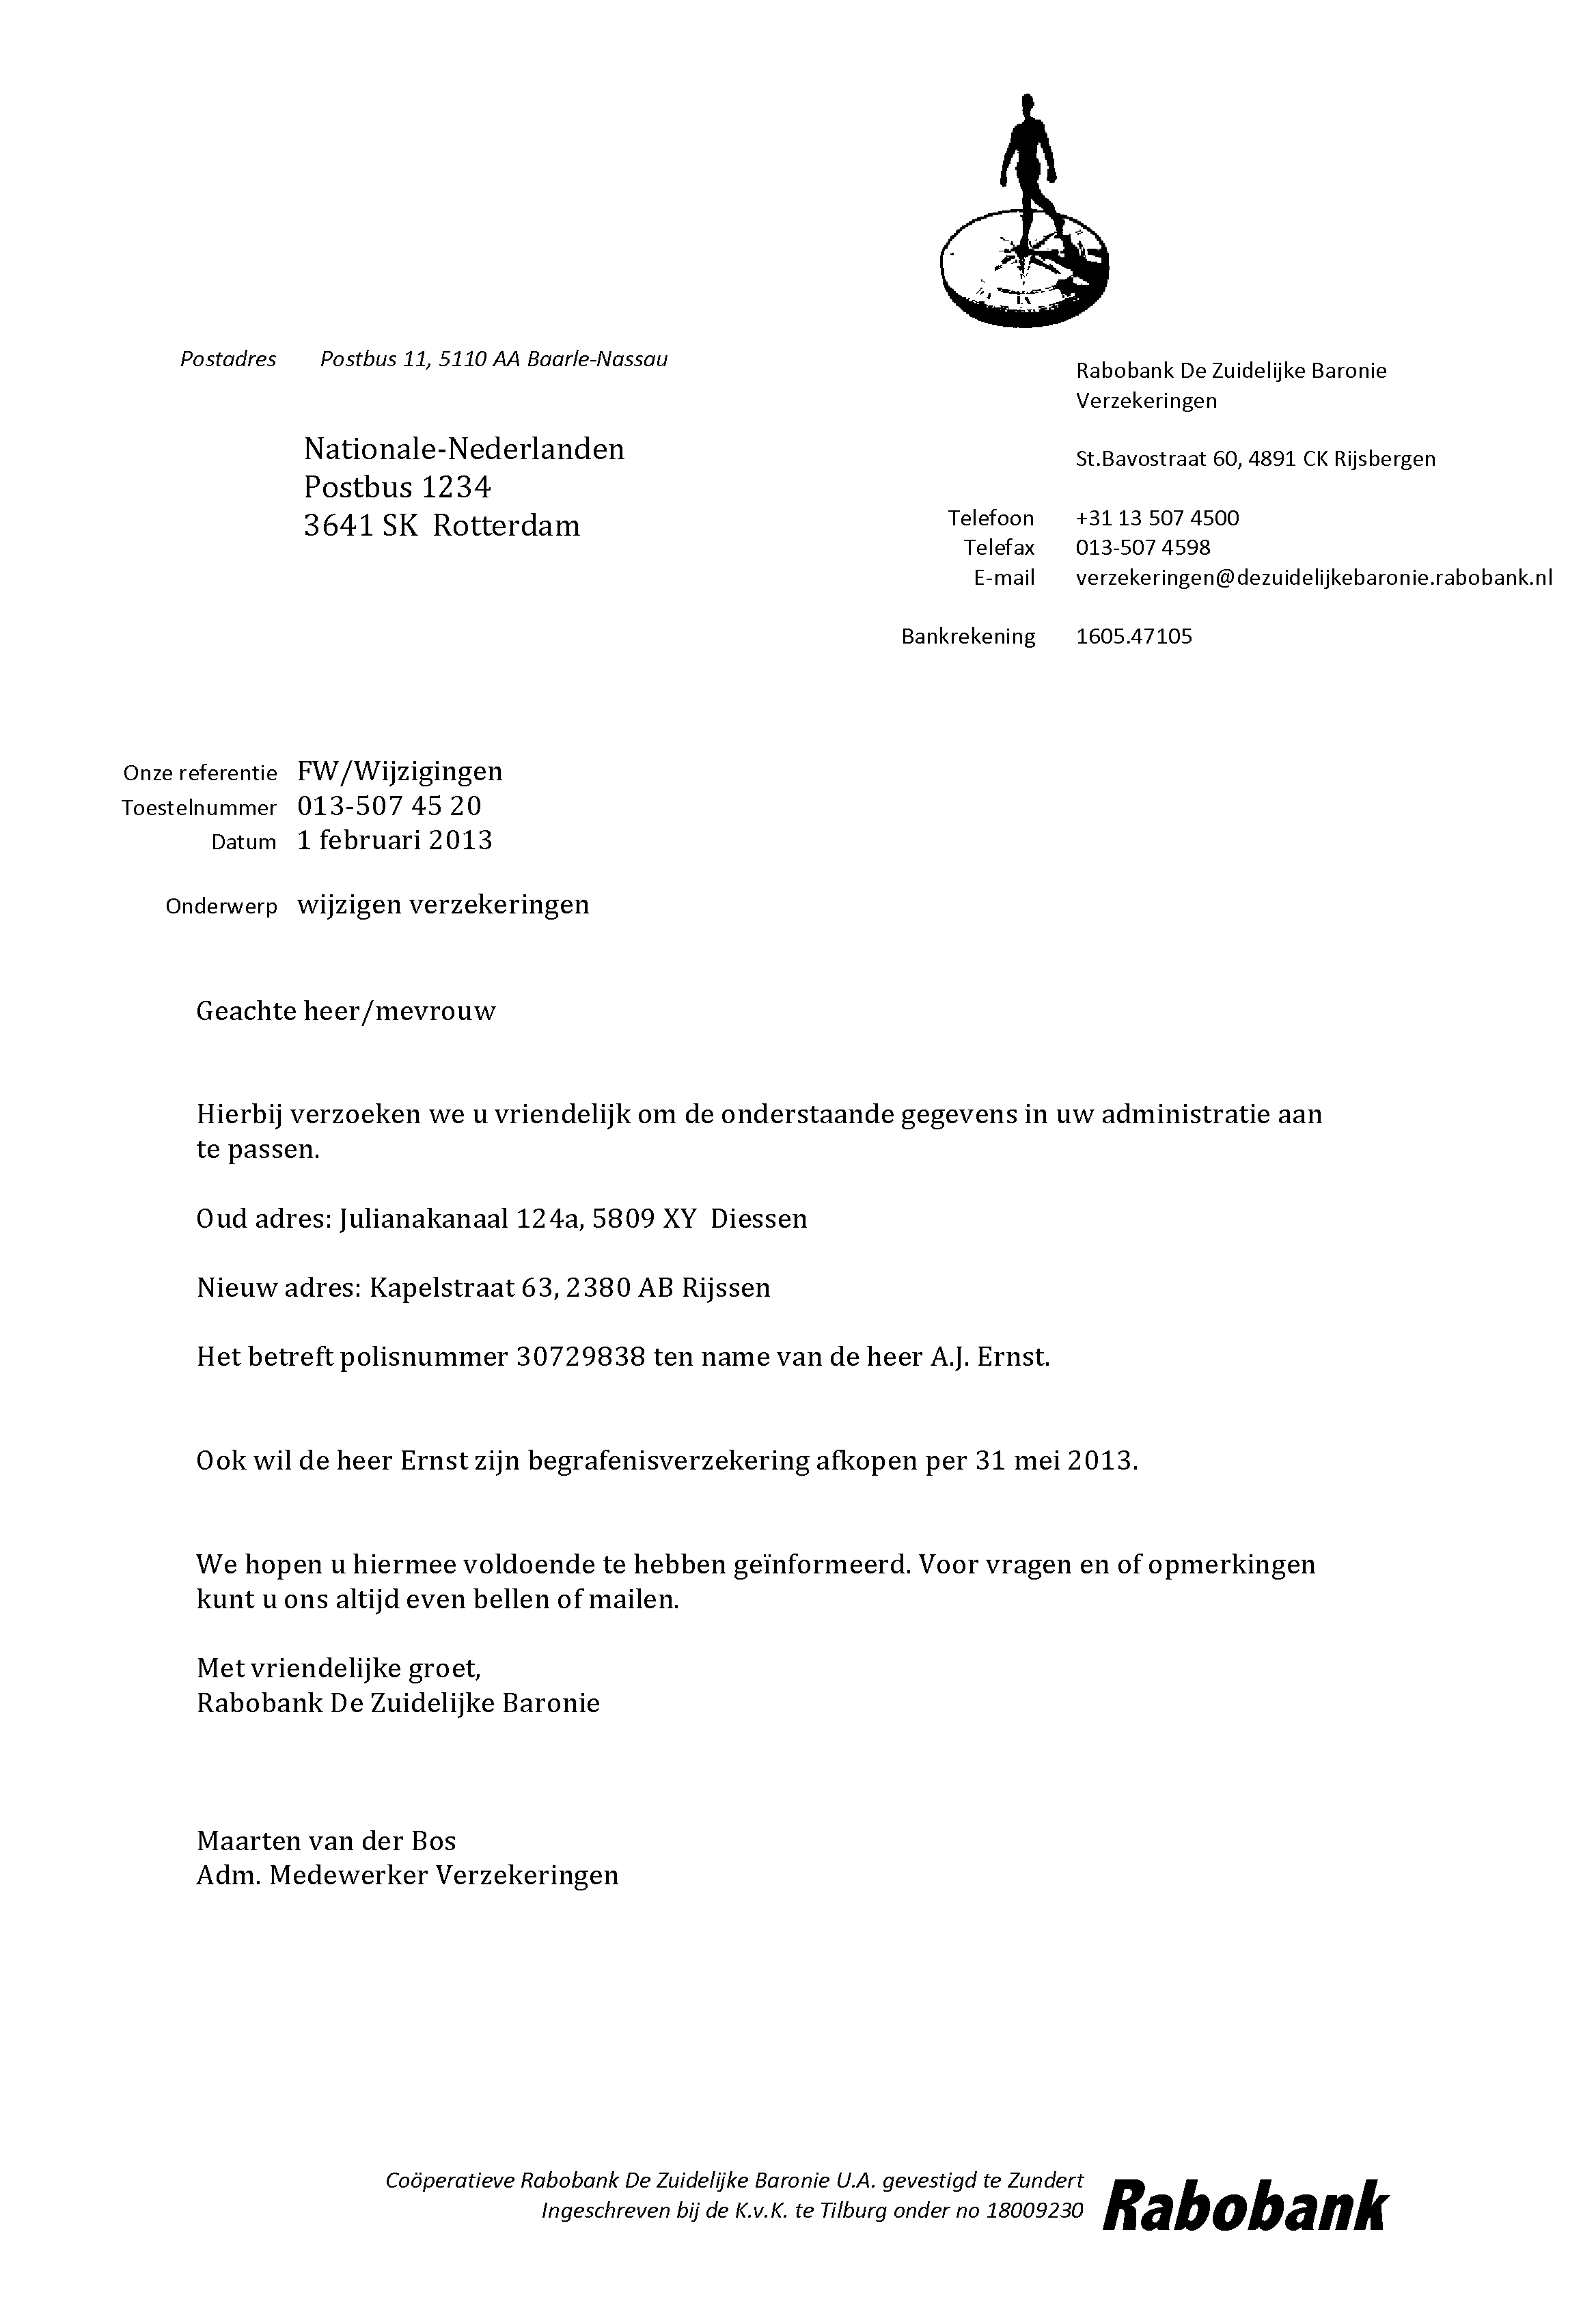 Postadres Postbus 11, 5110 AA Baarle-Nassau
Rabobank De Zuidelijke Baronie
Verzekeringen
Nationale-Nederlanden
Postbus 1234
3641 SK  Rotterdam
St.Bavostraat 60, 4891 CK Rijsbergen
Telefoon +31 13 507 4500
Telefax 013-507 4598
E-mail verzekeringen@dezuidelijkebaronie.rabobank.nl
Bankrekening 1605.47105
Onze referentie FW/Wijzigingen
Toestelnummer 013-507 45 20
Datum 1 februari 2013
Onderwerp wijzigen verzekeringen
Geachte heer/mevrouw
Hierbij verzoeken we u vriendelijk om de onderstaande gegevens in uw administratie aan
te passen.
Oud adres: Julianakanaal 124a, 5809 XY  Diessen
Nieuw adres: Kapelstraat 63, 2380 AB Rijssen
Het betreft polisnummer 30729838 ten name van de heer A.J. Ernst.
Ook wil de heer Ernst zijn begrafenisverzekering afkopen per 31 mei 2013.
We hopen u hiermee voldoende te hebben geïnformeerd. Voor vragen en of opmerkingen
kunt u ons altijd even bellen of mailen.
Met vriendelijke groet,
Rabobank De Zuidelijke Baronie
Maarten van der Bos
Adm. Medewerker Verzekeringen
Coöperatieve Rabobank De Zuidelijke Baronie U.A. gevestigd te Zundert
Ingeschreven bij de K.v.K. te Tilburg onder no 18009230
Rabobank